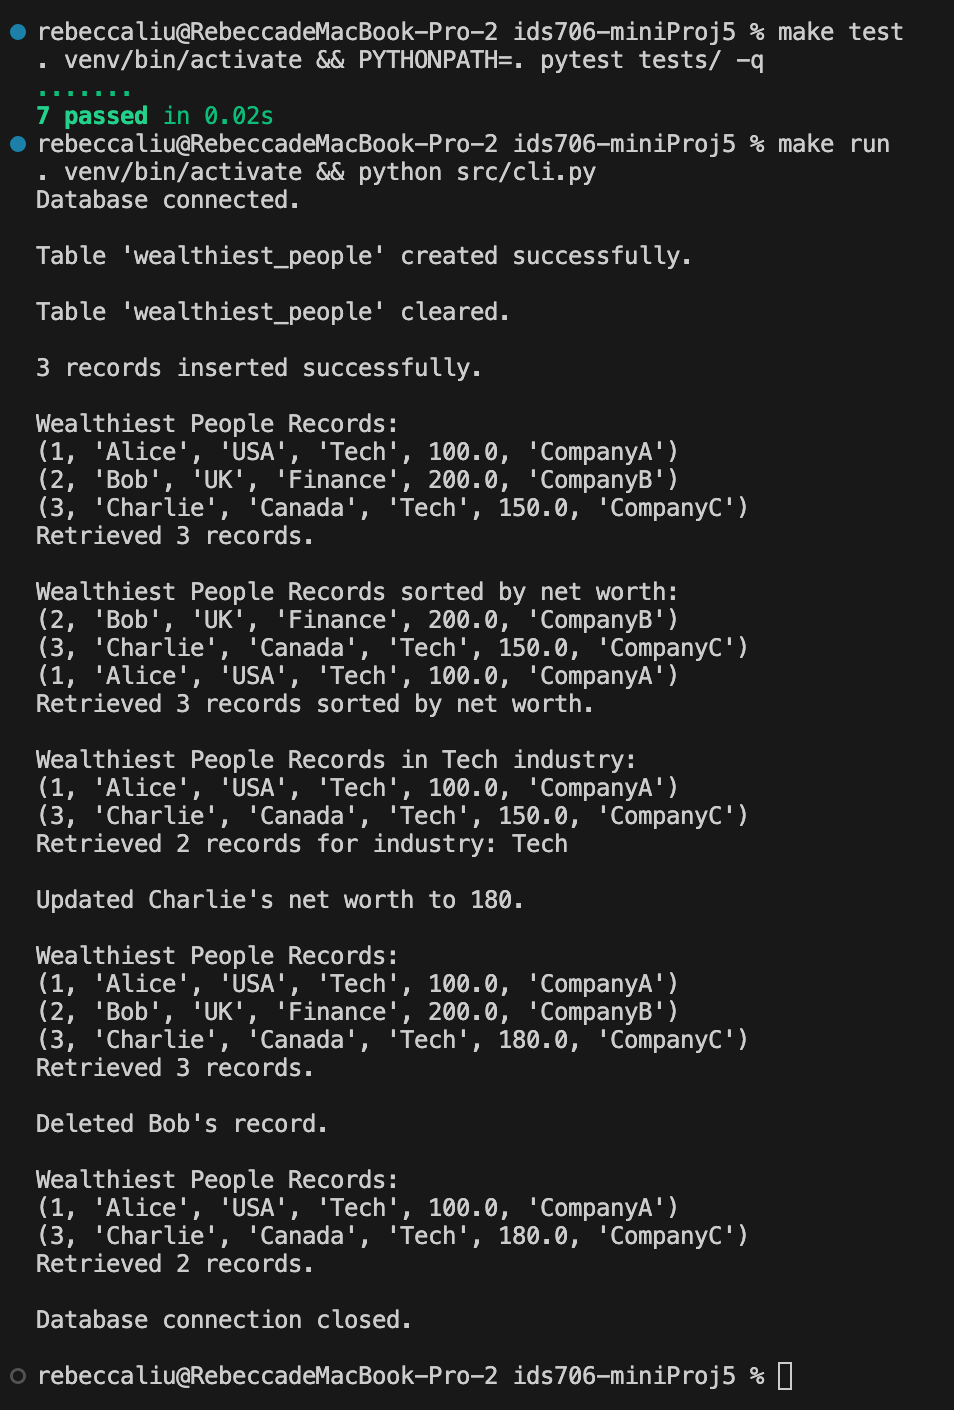 rebeccaliu@RebeccadeMacBook-Pro-2 ids706-miniProj5 % make test
. venv/bin/activate && PYTHONPATH=. pytest tests/ -q
.......
7 passed in 0.02s
rebeccaliu@RebeccadeMacBook-Pro-2 ids706-miniProj5 % make run
. venv/bin/activate && python src/cli.py
Database connected.
Table 'wealthiest_people' created successfully.
Table 'wealthiest_people' cleared.
3 records inserted successfully.
Wealthiest People Records:
(1, 'Alice', 'USA', 'Tech', 100.0, 'CompanyA')
(2, 'Bob', 'UK', 'Finance', 200.0, 'CompanyB')
(3, 'Charlie', 'Canada', 'Tech', 150.0, 'CompanyC')
Retrieved 3 records.
Wealthiest People Records sorted by net worth:
(2, 'Bob', 'UK', 'Finance', 200.0, 'CompanyB')
(3, 'Charlie', 'Canada', 'Tech', 150.0, 'CompanyC')
(1, 'Alice', 'USA', 'Tech', 100.0, 'CompanyA')
Retrieved 3 records sorted by net worth.
Wealthiest People Records in Tech industry:
(1, 'Alice', 'USA', 'Tech', 100.0, 'CompanyA')
(3, 'Charlie', 'Canada', 'Tech', 150.0, 'CompanyC')
Retrieved 2 records for industry: Tech
Updated Charlie's net worth to 180.
Wealthiest People Records:
(1, 'Alice', 'USA', 'Tech', 100.0, 'CompanyA')
(2, 'Bob', 'UK', 'Finance', 200.0, 'CompanyB')
(3, 'Charlie', 'Canada', 'Tech', 180.0, 'CompanyC')
Retrieved 3 records.
Deleted Bob's record.
Wealthiest People Records:
(1, 'Alice', 'USA', 'Tech', 100.0, 'CompanyA')
(3, 'Charlie', 'Canada', 'Tech', 180.0, 'CompanyC')
Retrieved 2 records.
Database connection closed.
rebeccaliu@RebeccadeMacBook-Pro-2 ids706-miniProj5 %